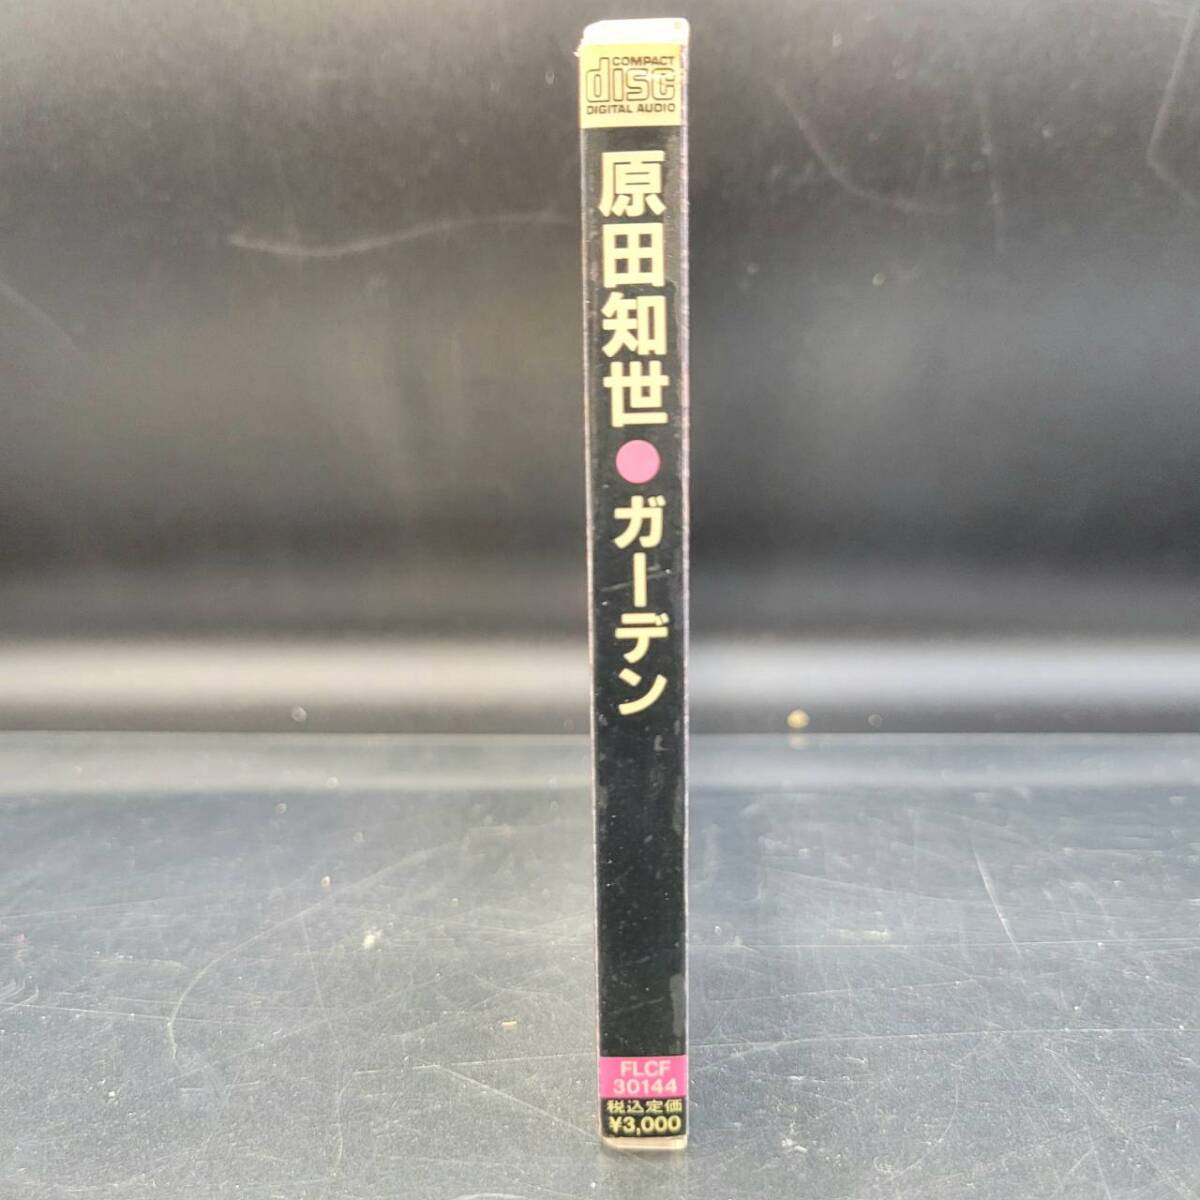 COMPACT
disc
DIGITAL AUDIO
原田知世●ガーデン
FLCF
30144
税込定価
¥3,000